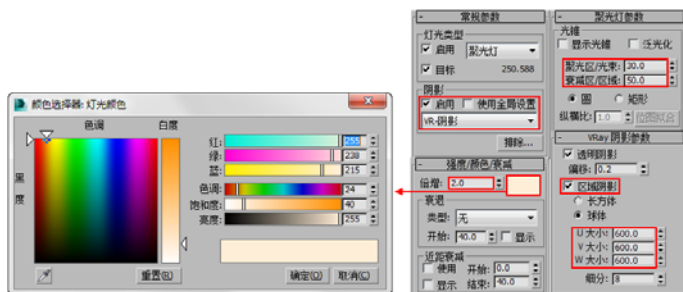 颜色选择器: 灯光颜色
色调
白度
黑度
红: 255
绿: 238
蓝: 215
色调: 24
饱和度: 40
亮度: 255
重置(R)
确定(O) 取消(C)
常规参数
灯光类型
启用 聚光灯
目标 250.588
阴影
启用 使用全局设置
VR-阴影
排除...
强度/颜色/衰减
倍增: 2.0
衰退
类型: 无
开始: 40.0 显示
近距衰减
使用 开始: 0.0
显示 结束: 40.0
聚光灯参数
光锥
显示光锥 泛光化
聚光区/光束: 30.0
衰减区/区域: 50.0
圆 矩形
纵横比: 1.0 位图拟合
VRay 阴影参数
透明阴影
偏移: 0.2
区域阴影
长方体
球体
U 大小: 600.0
V 大小: 600.0
W 大小: 600.0
细分: 8